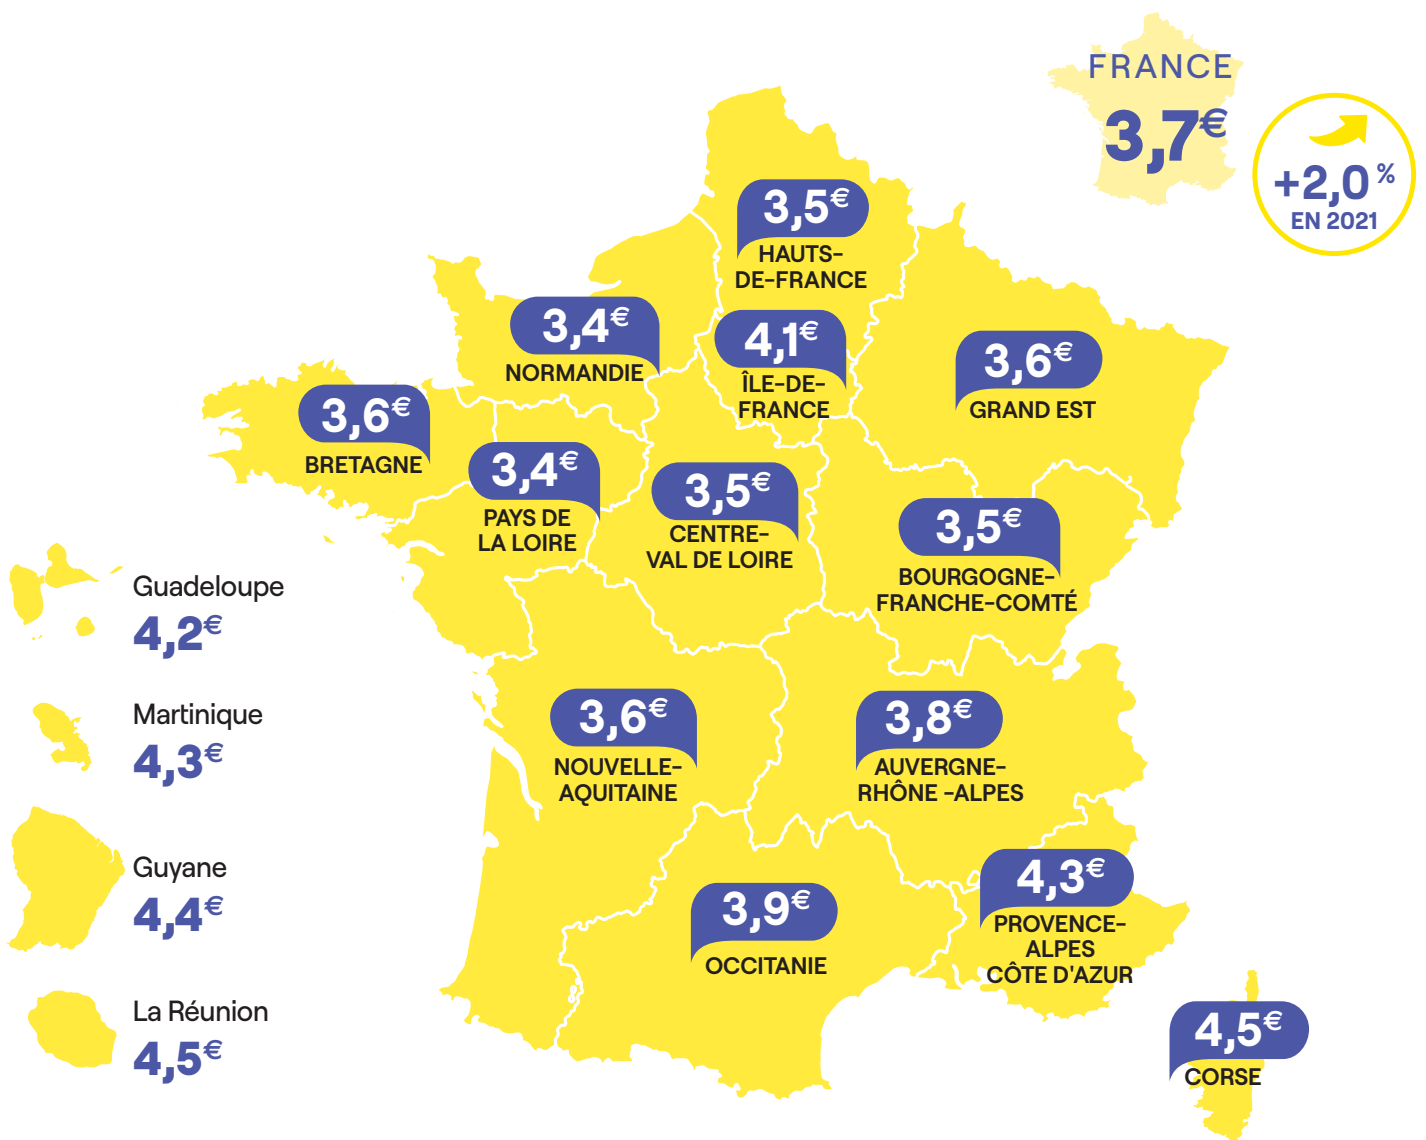 FRANCE
3,7€
+2,0 %
EN 2021
3,5€
HAUTS-
DE-FRANCE
3,4€
NORMANDIE
4,1€
ÎLE-DE-
FRANCE
3,6€
GRAND EST
3,6€
BRETAGNE
3,4€
PAYS DE
LA LOIRE
3,5€
CENTRE-
VAL DE LOIRE
3,5€
BOURGOGNE-
FRANCHE-COMTÉ
Guadeloupe
4,2€
Martinique
4,3€
Guyane
4,4€
La Réunion
4,5€
3,6€
NOUVELLE-
AQUITAINE
3,8€
AUVERGNE-
RHÔNE -ALPES
3,9€
OCCITANIE
4,3€
PROVENCE-
ALPES
CÔTE D'AZUR
4,5€
CORSE